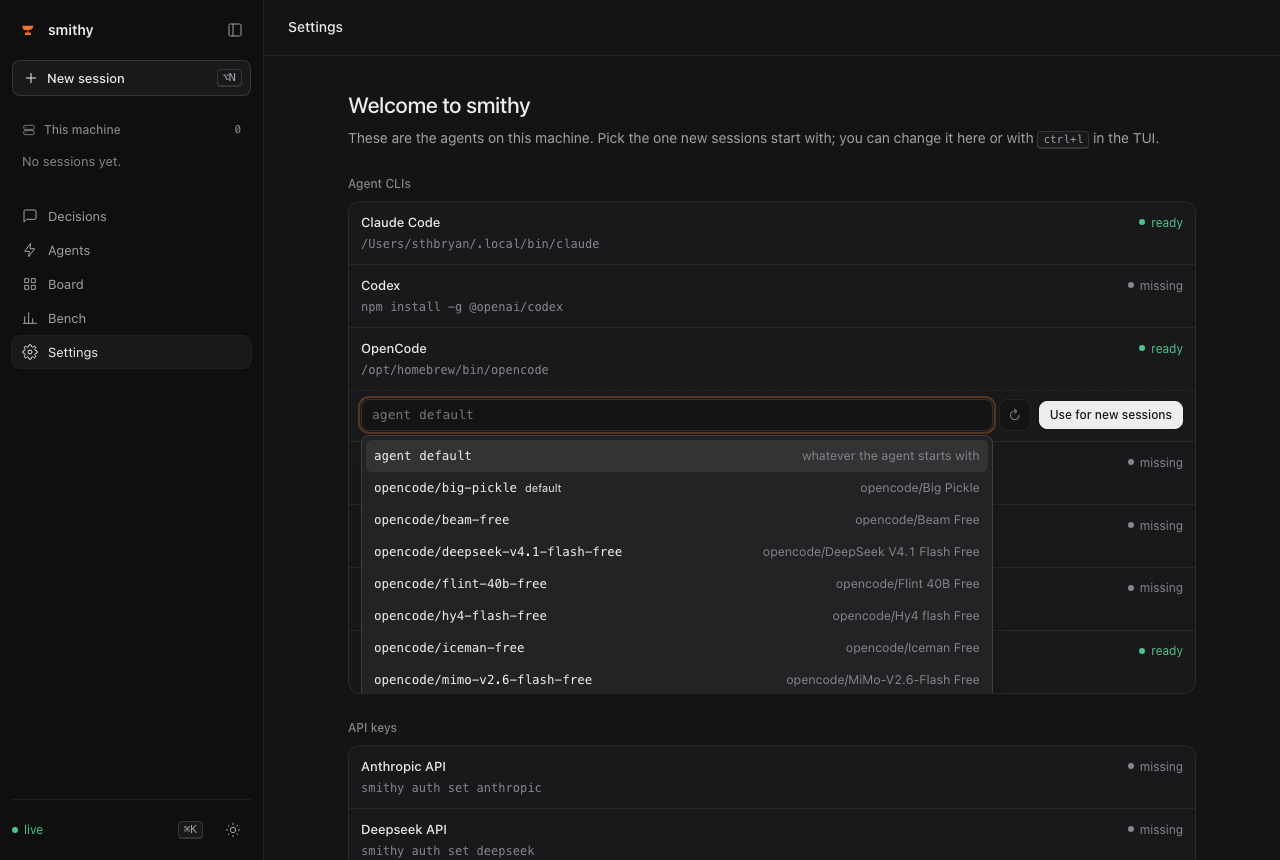 smithy
New session
⌥N
This machine
0
No sessions yet.
Decisions
Agents
Board
Bench
Settings
live
⌘K
Settings
Welcome to smithy
These are the agents on this machine. Pick the one new sessions start with; you can change it here or with ctrl+l in the TUI.
Agent CLIs
Claude Code
ready
/Users/sthbryan/.local/bin/claude
Codex
missing
npm install -g @openai/codex
OpenCode
ready
/opt/homebrew/bin/opencode
agent default
Use for new sessions
agent default whatever the agent starts with
missing
opencode/big-pickle default opencode/Big Pickle
opencode/beam-free opencode/Beam Free
missing
opencode/deepseek-v4.1-flash-free opencode/DeepSeek V4.1 Flash Free
opencode/flint-40b-free opencode/Flint 40B Free
missing
opencode/hy4-flash-free opencode/Hy4 flash Free
opencode/iceman-free opencode/Iceman Free
ready
opencode/mimo-v2.6-flash-free opencode/MiMo-V2.6-Flash Free
API keys
Anthropic API
missing
smithy auth set anthropic
Deepseek API
missing
smithy auth set deepseek